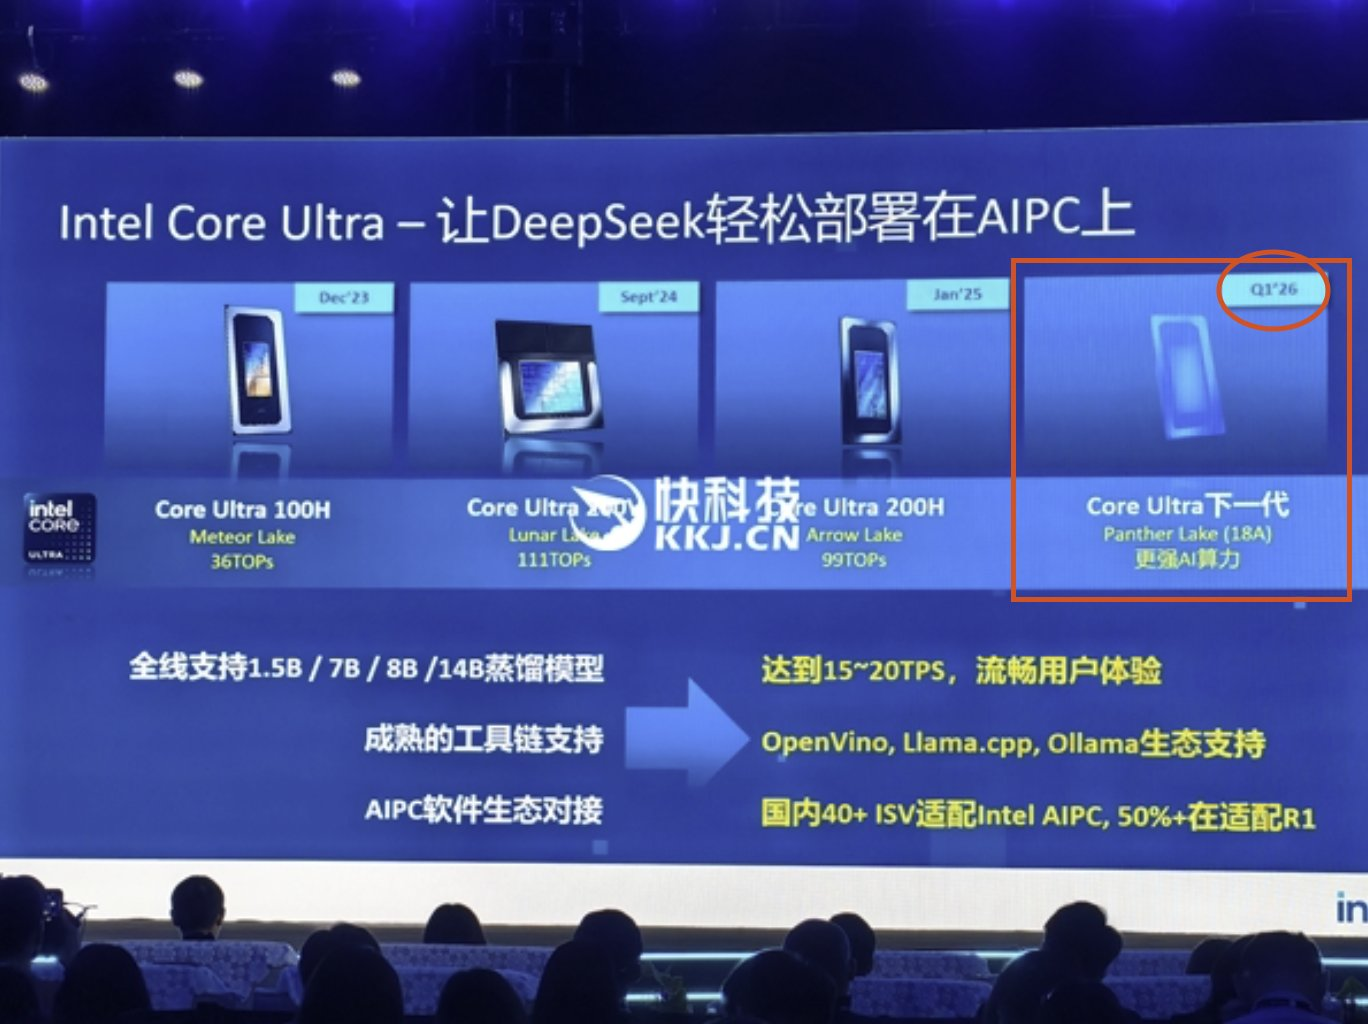 Intel Core Ultra – 让DeepSeek轻松部署在AIPC上
Dec'23
Sept'24
Jan'25
Q1'26
intel
CORE
ULTRA
Core Ultra 100H
Meteor Lake
36TOPs
Core Ultra
Lunar Lake
111TOPs
快科技
KKJ.CN
Ultra 200H
Arrow Lake
99TOPs
Core Ultra下一代
Panther Lake (18A)
更强AI算力
全线支持1.5B / 7B / 8B /14B蒸馏模型
达到15~20TPS，流畅用户体验
成熟的工具链支持
OpenVino, Llama.cpp, Ollama生态支持
AIPC软件生态对接
国内40+ ISV适配Intel AIPC, 50%+在适配R1
in